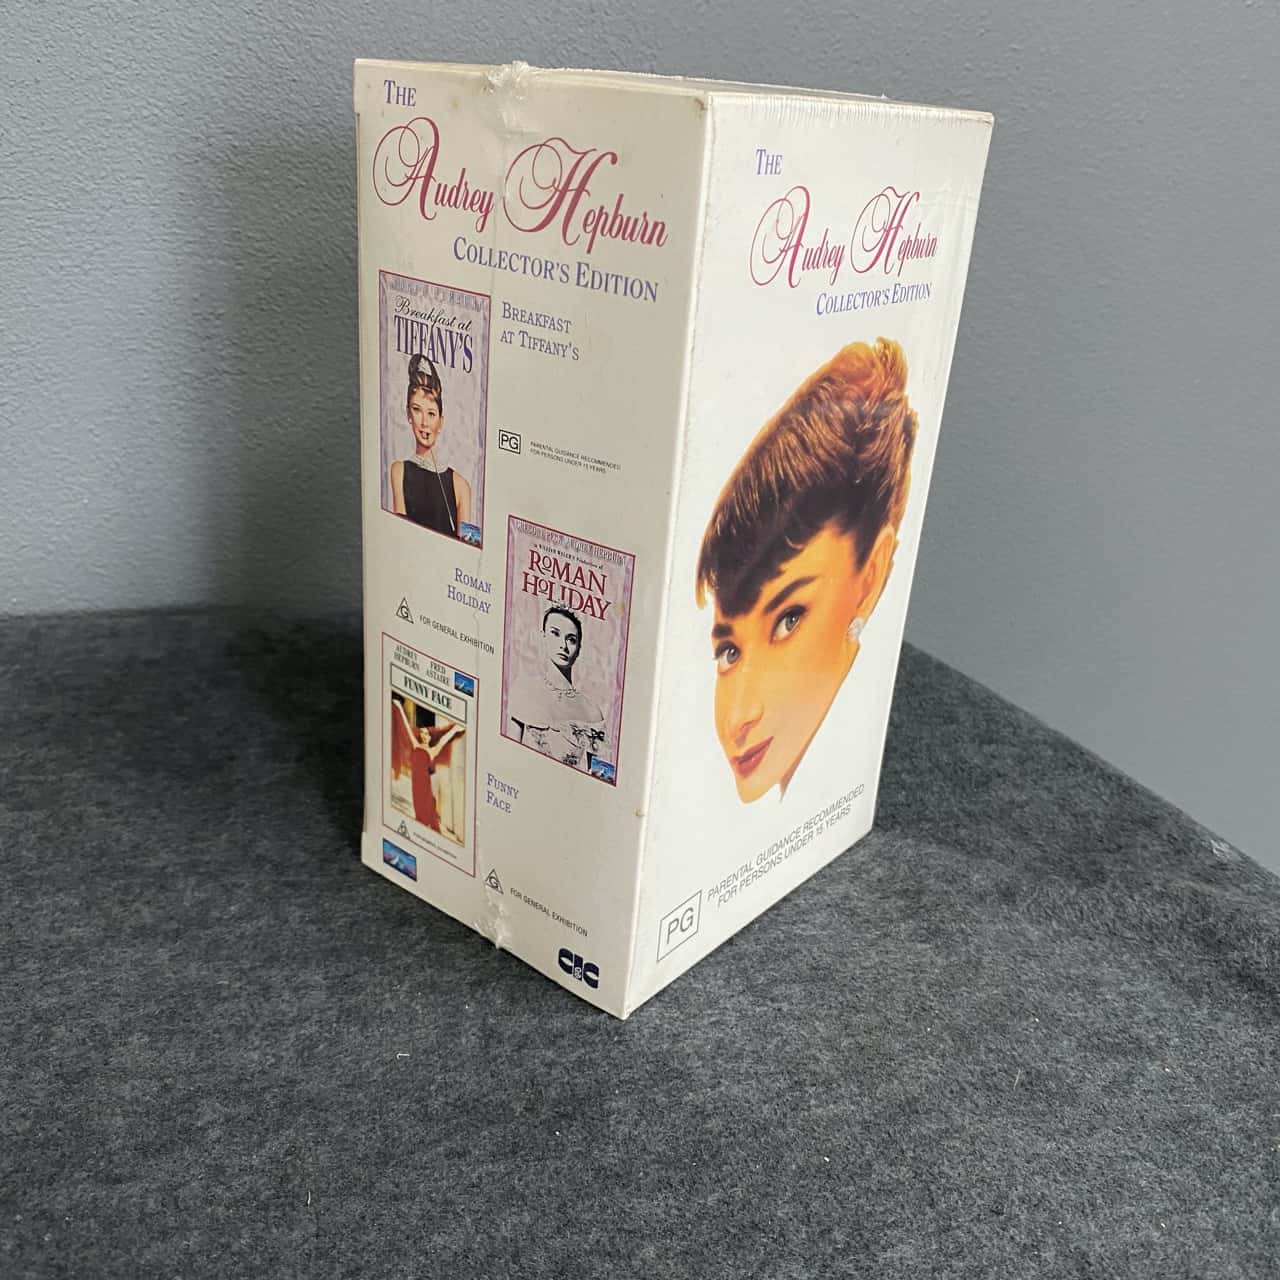 THE
Audrey Hepburn
COLLECTOR'S EDITION
Breakfast at
TIFFANY'S
BREAKFAST
AT TIFFANY'S
PG
PARENTAL GUIDANCE RECOMMENDED
FOR PERSONS UNDER 15 YEARS
ROMAN
HOLIDAY
G
FOR GENERAL EXHIBITION
ROMAN
HOLIDAY
AUDREY
HEPBURN
FRED
ASTAIRE
FUNNY FACE
FUNNY
FACE
G
FOR GENERAL EXHIBITION
CIC
THE
Audrey Hepburn
COLLECTOR'S EDITION
PG
PARENTAL GUIDANCE RECOMMENDED
FOR PERSONS UNDER 15 YEARS